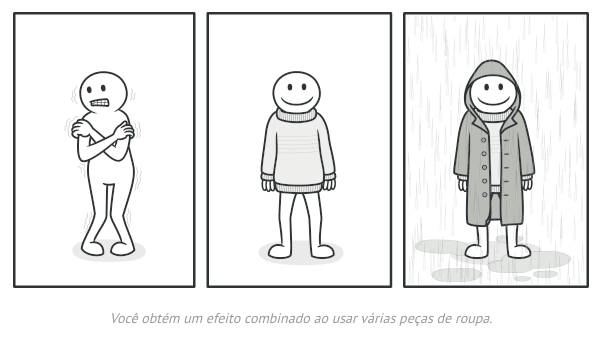 Você obtém um efeito combinado ao usar várias peças de roupa.